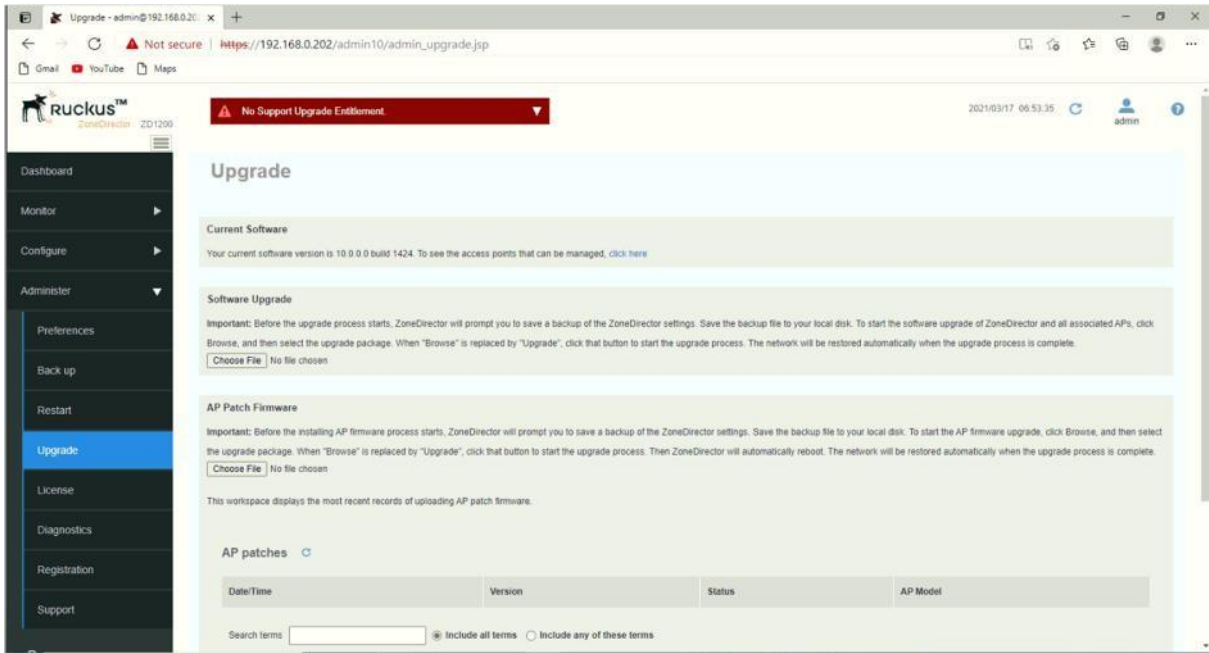 Upgrade - admin@192.168.0.20
Not secure | https://192.168.0.202/admin10/admin_upgrade.jsp
Gmail YouTube Maps
RUCKUS™
ZoneDirector ZD1200
No Support Upgrade Entitlement.
2021/03/17 06:53:35
admin
Dashboard
Monitor
Configure
Administer
Preferences
Back up
Restart
Upgrade
License
Diagnostics
Registration
Support
Upgrade
Current Software
Your current software version is 10.0.0.0 build 1424. To see the access points that can be managed, click here
Software Upgrade
Important: Before the upgrade process starts, ZoneDirector will prompt you to save a backup of the ZoneDirector settings. Save the backup file to your local disk. To start the software upgrade of ZoneDirector and all associated APs, click
Browse, and then select the upgrade package. When "Browse" is replaced by "Upgrade", click that button to start the upgrade process. The network will be restored automatically when the upgrade process is complete.
Choose File No file chosen
AP Patch Firmware
Important: Before the installing AP firmware process starts, ZoneDirector will prompt you to save a backup of the ZoneDirector settings. Save the backup file to your local disk. To start the AP firmware upgrade, click Browse, and then select
the upgrade package. When "Browse" is replaced by "Upgrade", click that button to start the upgrade process. Then ZoneDirector will automatically reboot. The network will be restored automatically when the upgrade process is complete.
Choose File No file chosen
This workspace displays the most recent records of uploading AP patch firmware.
AP patches
Date/Time Version Status AP Model
Search terms Include all terms Include any of these terms